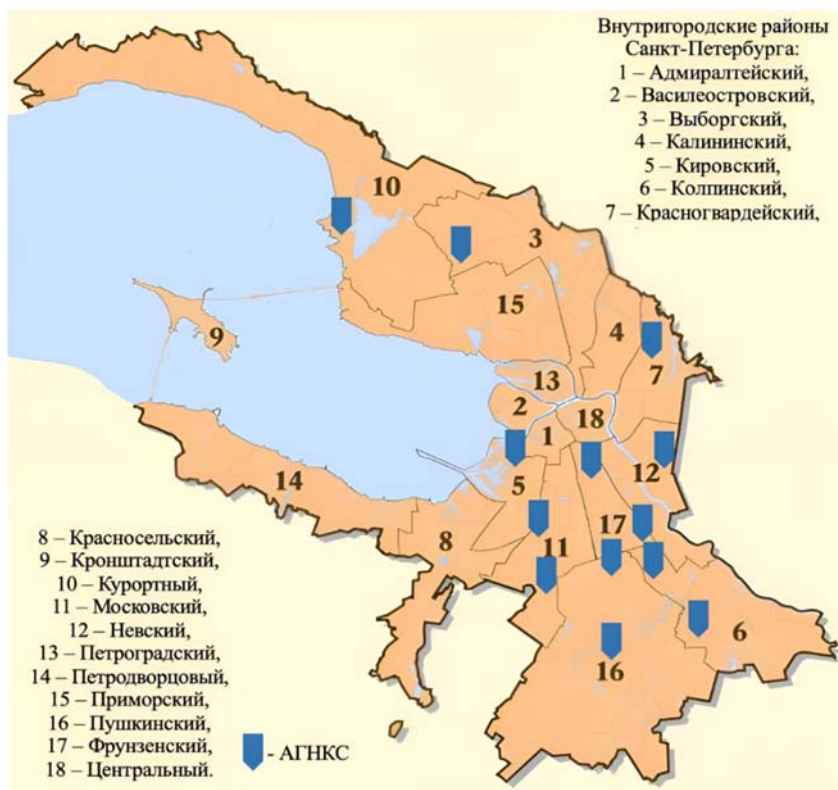 Внутригородские районы
Санкт-Петербурга:
1 – Адмиралтейский,
2 – Василеостровский,
3 – Выборгский,
4 – Калининский,
5 – Кировский,
6 – Колпинский,
7 – Красногвардейский,
10
3
15
9
4
13
7
2
18
1
12
14
5
17
8
11
6
16
8 – Красносельский,
9 – Кронштадтский,
10 – Курортный,
11 – Московский,
12 – Невский,
13 – Петроградский,
14 – Петродворцовый,
15 – Приморский,
16 – Пушкинский,
17 – Фрунзенский,
18 – Центральный.
- АГНКС